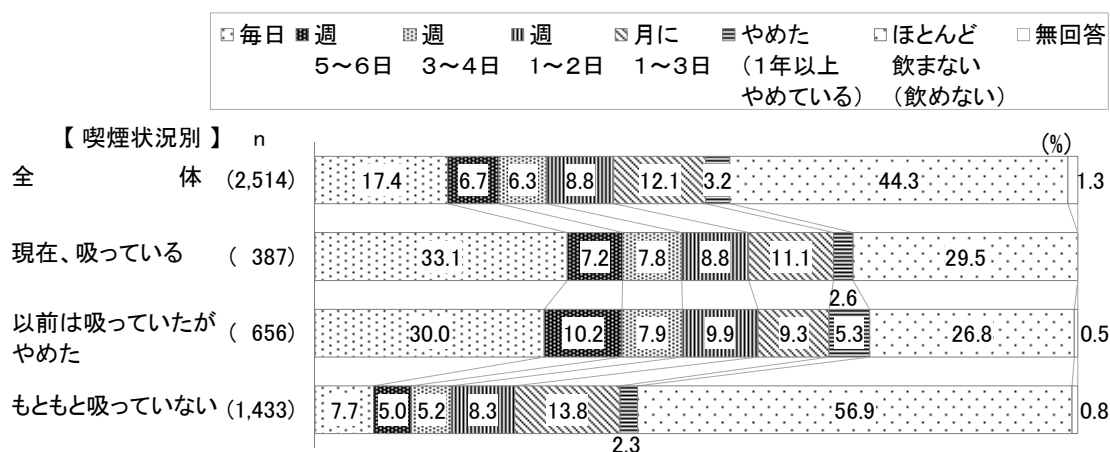 毎日 週 週 週 月に やめた ほとんど 無回答
5～6日 3～4日 1～2日 1～3日 （1年以上 飲まない
やめている） （飲めない）
【 喫煙状況別 】 n (%)
全 体 (2,514) 17.4 6.7 6.3 8.8 12.1 3.2 44.3 1.3
現在、吸っている ( 387) 33.1 7.2 7.8 8.8 11.1 29.5
2.6
以前は吸っていたが
やめた ( 656) 30.0 10.2 7.9 9.9 9.3 5.3 26.8 0.5
もともと吸っていない (1,433) 7.7 5.0 5.2 8.3 13.8 56.9 0.8
2.3